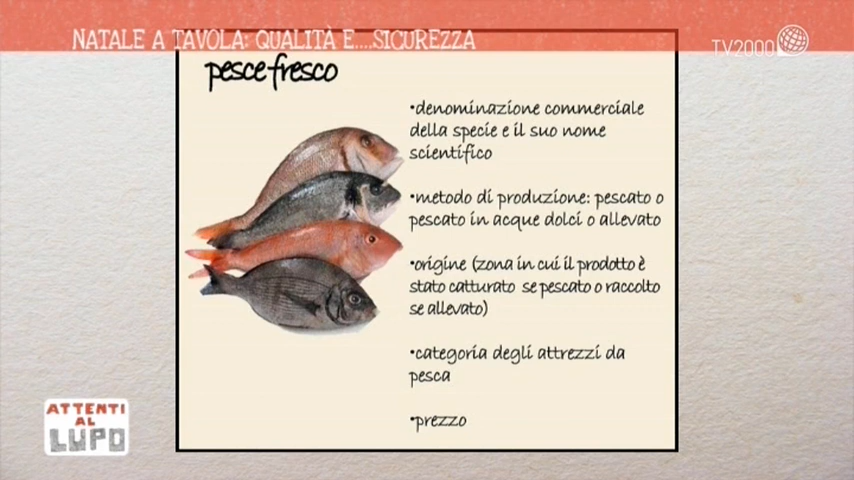 NATALE A TAVOLA: QUALITÀ E....SICUREZZA
TV2000
pesce fresco
•denominazione commerciale
della specie e il suo nome
scientifico
•metodo di produzione: pescato o
pescato in acque dolci o allevato
•origine (zona in cui il prodotto è
stato catturato se pescato o raccolto
se allevato)
•categoria degli attrezzi da
pesca
•prezzo
ATTENTI
AL
LUPO